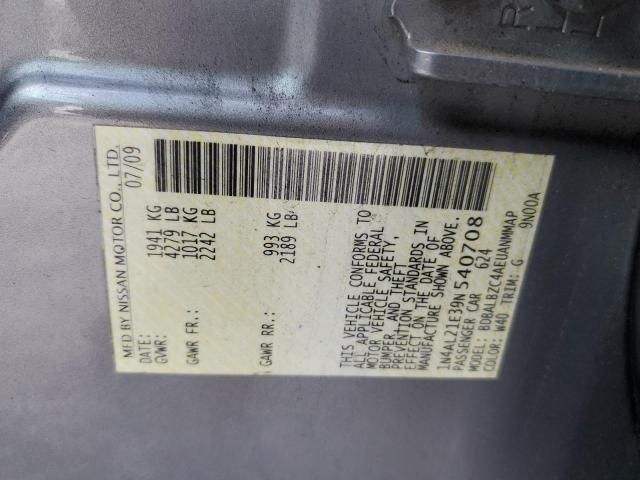 MFD BY NISSAN MOTOR CO., LTD.
DATE: 07/09
GVWR: 1941 KG
4279 LB
GAWR FR: 1017 KG
2242 LB
GAWR RR: 993 KG
2189 LB
THIS VEHICLE CONFORMS TO
ALL APPLICABLE FEDERAL
MOTOR VEHICLE SAFETY,
BUMPER, AND THEFT
PREVENTION STANDARDS IN
EFFECT ON THE DATE OF
MANUFACTURE SHOWN ABOVE.
1N4AL21E39N540708
PASSENGER CAR 624
MODEL: BDBALBZC4AEUANMMAP
COLOR: W40 TRIM: G 9N00A
R